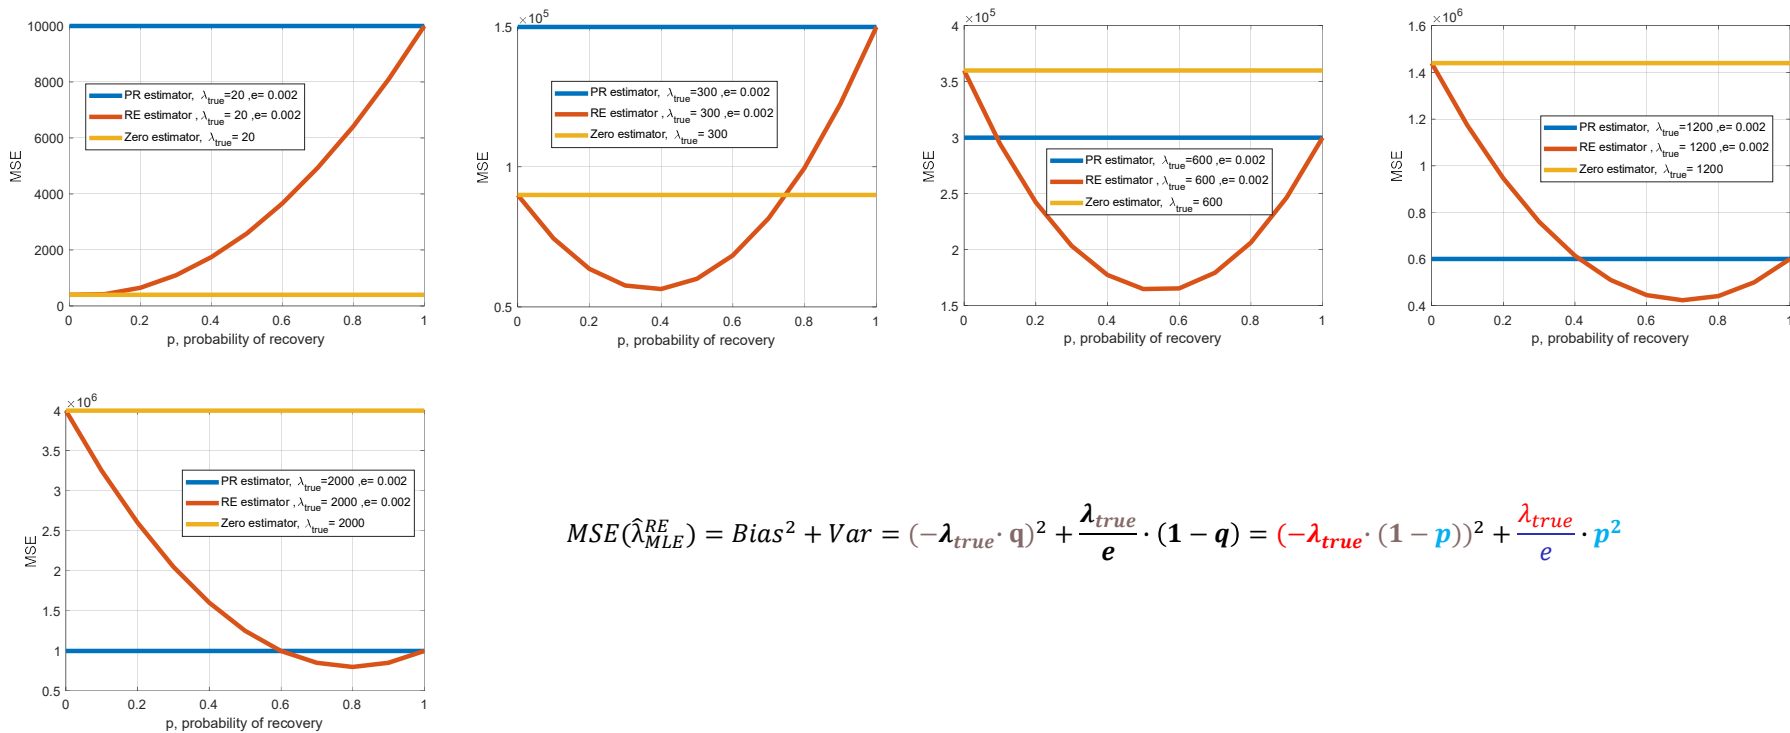 10000
8000
6000
4000
2000
0
MSE
PR estimator, λtrue=20 ,e= 0.002
RE estimator , λtrue= 20 ,e=0.002
Zero estimator, λtrue= 20
0 0.2 0.4 0.6 0.8 1
p, probability of recovery
×10^5
1.5
1
0.5
MSE
PR estimator, λtrue=300 ,e= 0.002
RE estimator , λtrue= 300 ,e=0.002
Zero estimator, λtrue= 300
0 0.2 0.4 0.6 0.8 1
p, probability of recovery
×10^5
4
3.5
3
2.5
2
1.5
MSE
PR estimator, λtrue=600 ,e= 0.002
RE estimator , λtrue= 600 ,e=0.002
Zero estimator, λtrue= 600
0 0.2 0.4 0.6 0.8 1
p, probability of recovery
×10^6
1.6
1.4
1.2
1
0.8
0.6
0.4
MSE
PR estimator, λtrue=1200 ,e= 0.002
RE estimator , λtrue= 1200 ,e=0.002
Zero estimator, λtrue= 1200
0 0.2 0.4 0.6 0.8 1
p, probability of recovery
×10^6
4
3.5
3
2.5
2
1.5
1
0.5
MSE
PR estimator, λtrue=2000 ,e= 0.002
RE estimator , λtrue= 2000 ,e=0.002
Zero estimator, λtrue= 2000
0 0.2 0.4 0.6 0.8 1
p, probability of recovery
MSE(λ̂^RE_MLE) = Bias² + Var = (−λtrue· q)² + λtrue/e · (1 − q) = (−λtrue· (1 − p))² + λtrue/e · p²